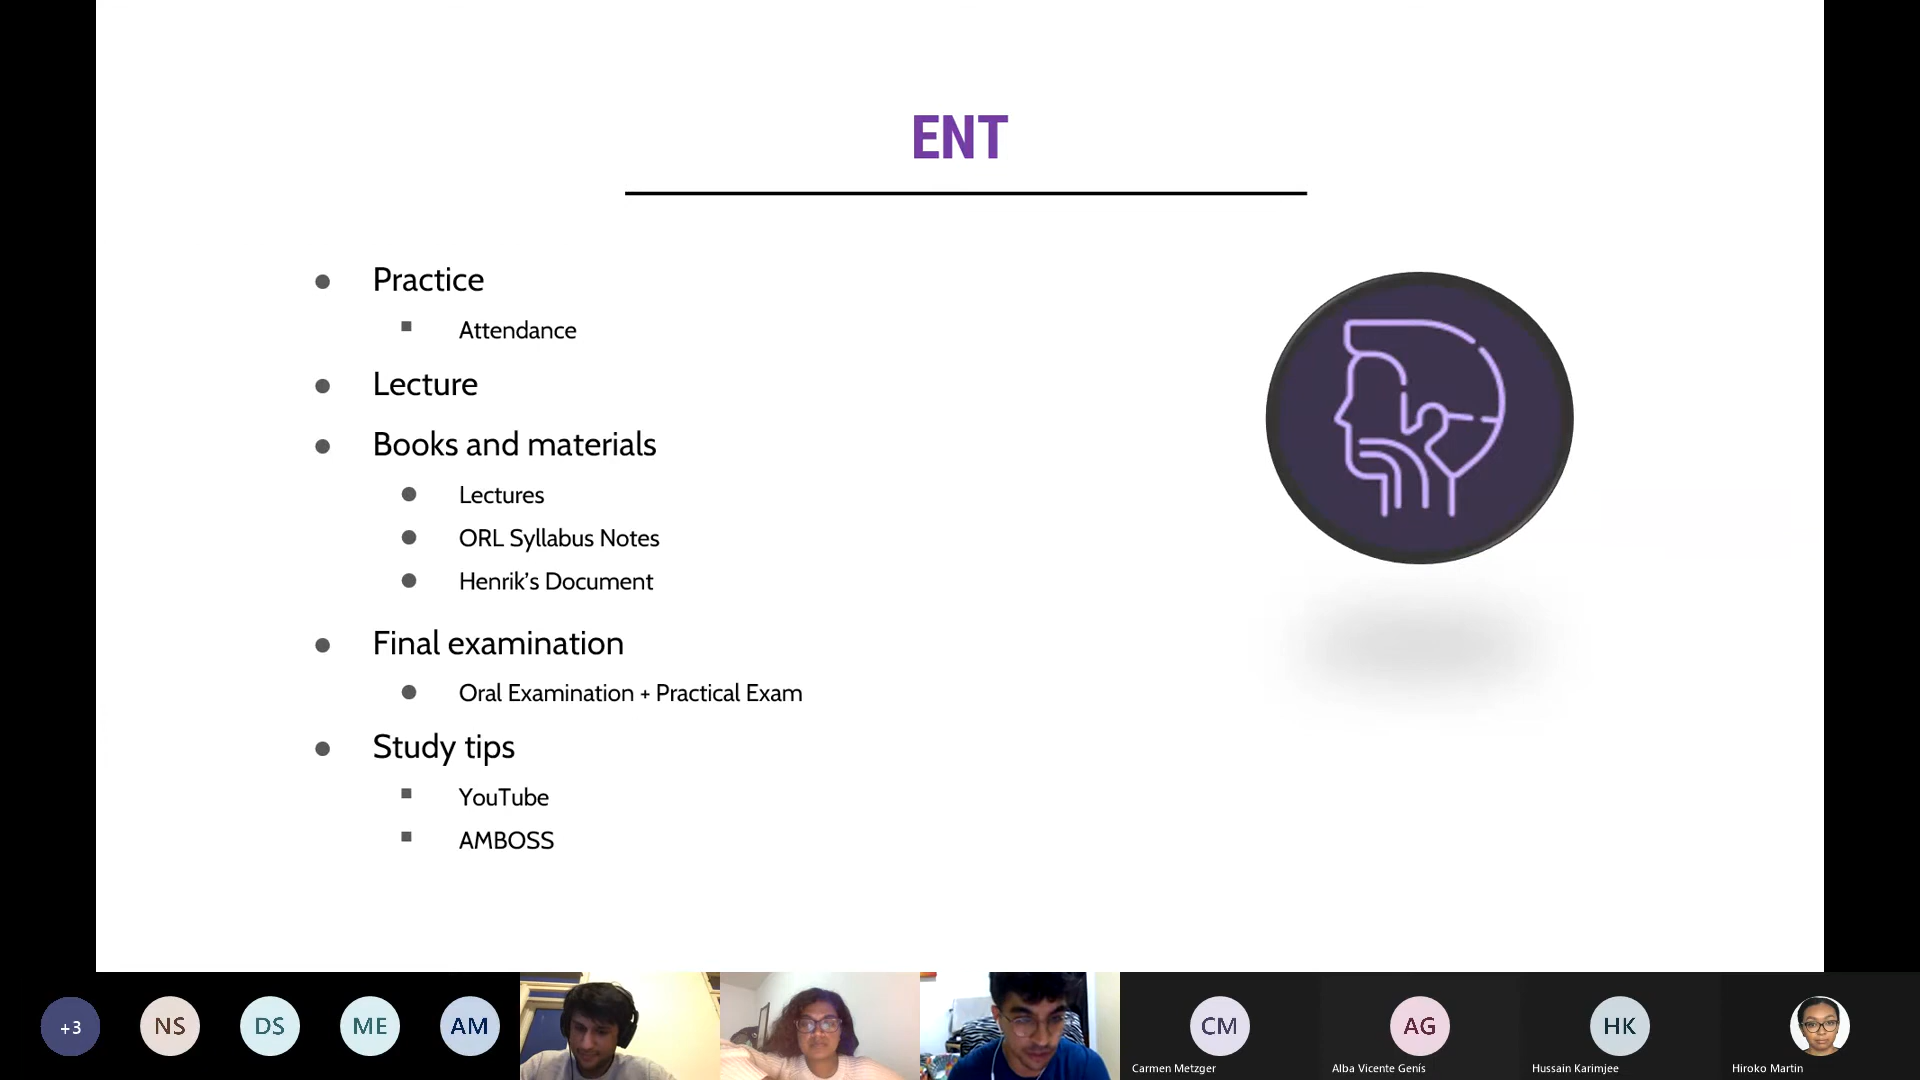 ENT
Practice
Attendance
Lecture
Books and materials
Lectures
ORL Syllabus Notes
Henrik's Document
Final examination
Oral Examination + Practical Exam
Study tips
YouTube
AMBOSS
+3
NS
DS
ME
AM
CM
AG
HK
Carmen Metzger
Alba Vicente Genís
Hussain Karimjee
Hiroko Martin